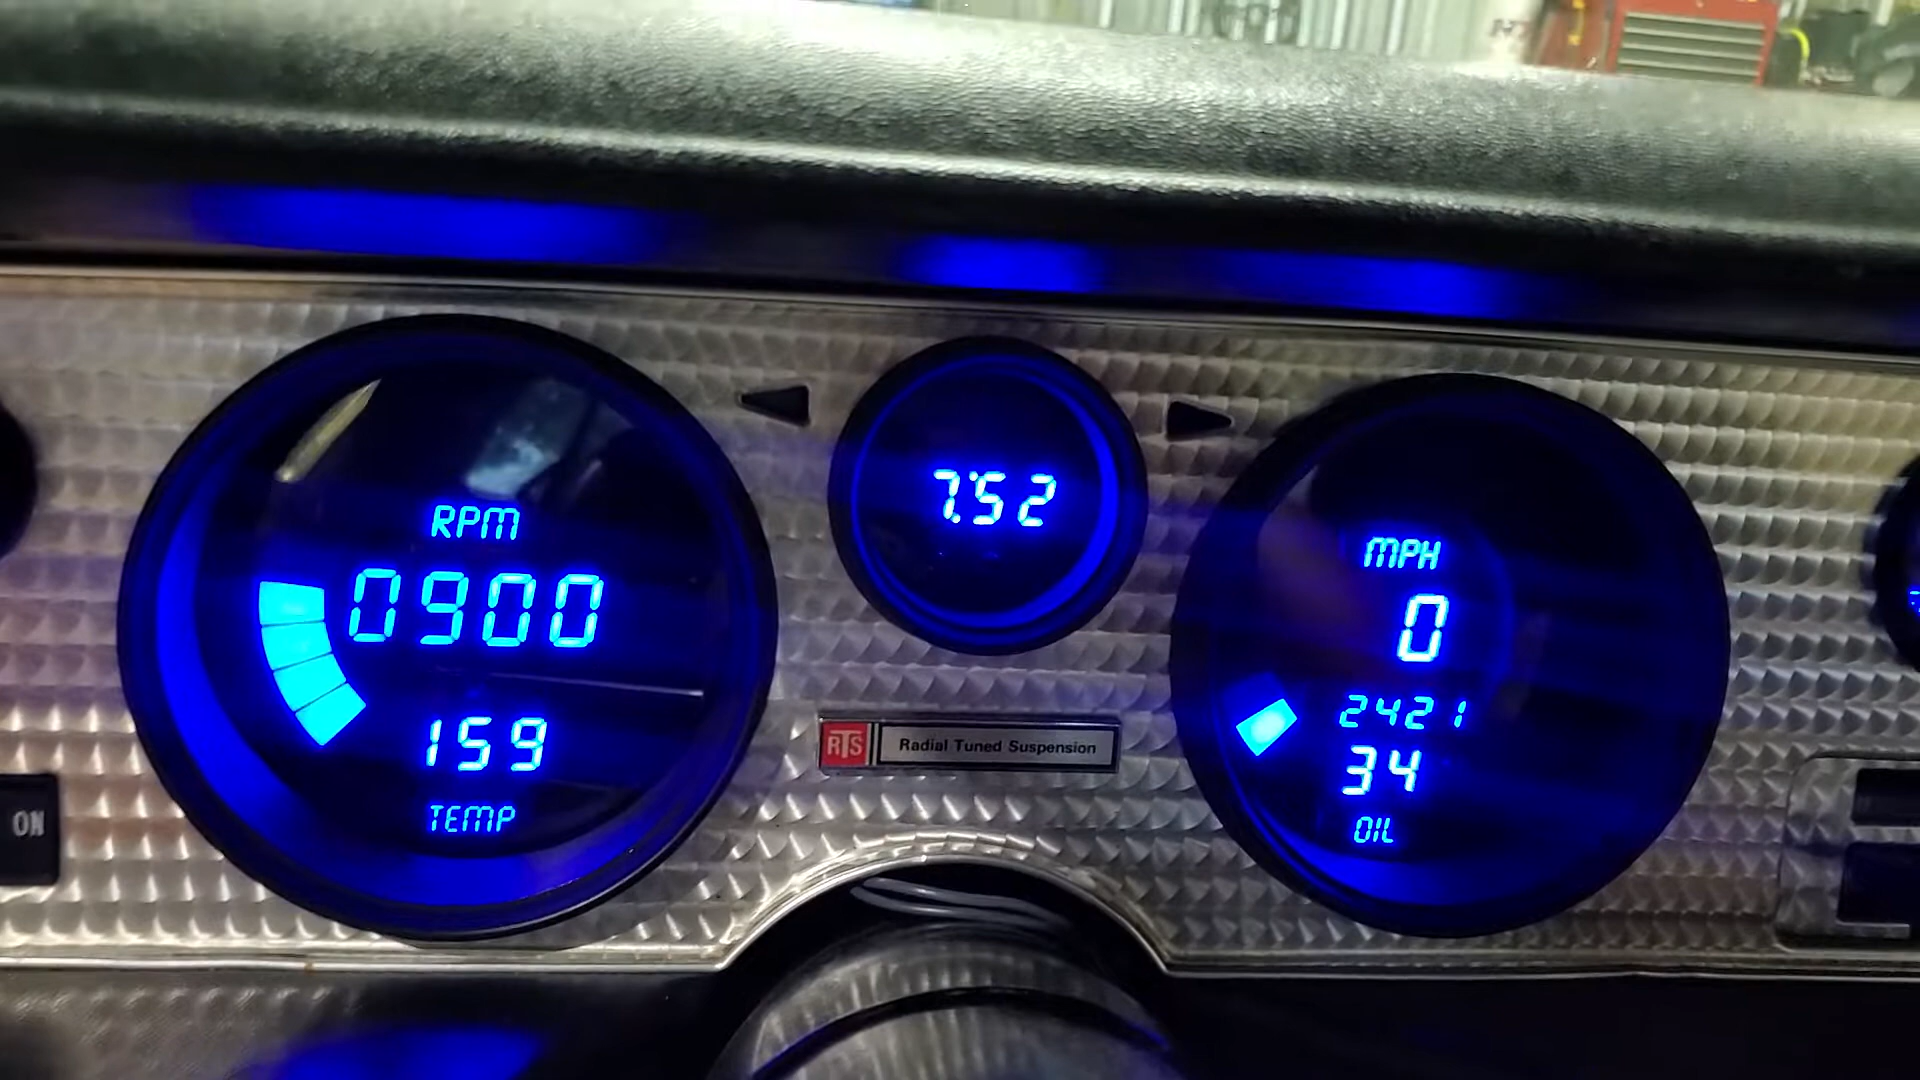 RPM
0900
159
TEMP
7:52
RTS Radial Tuned Suspension
MPH
0
2421
34
OIL
ON